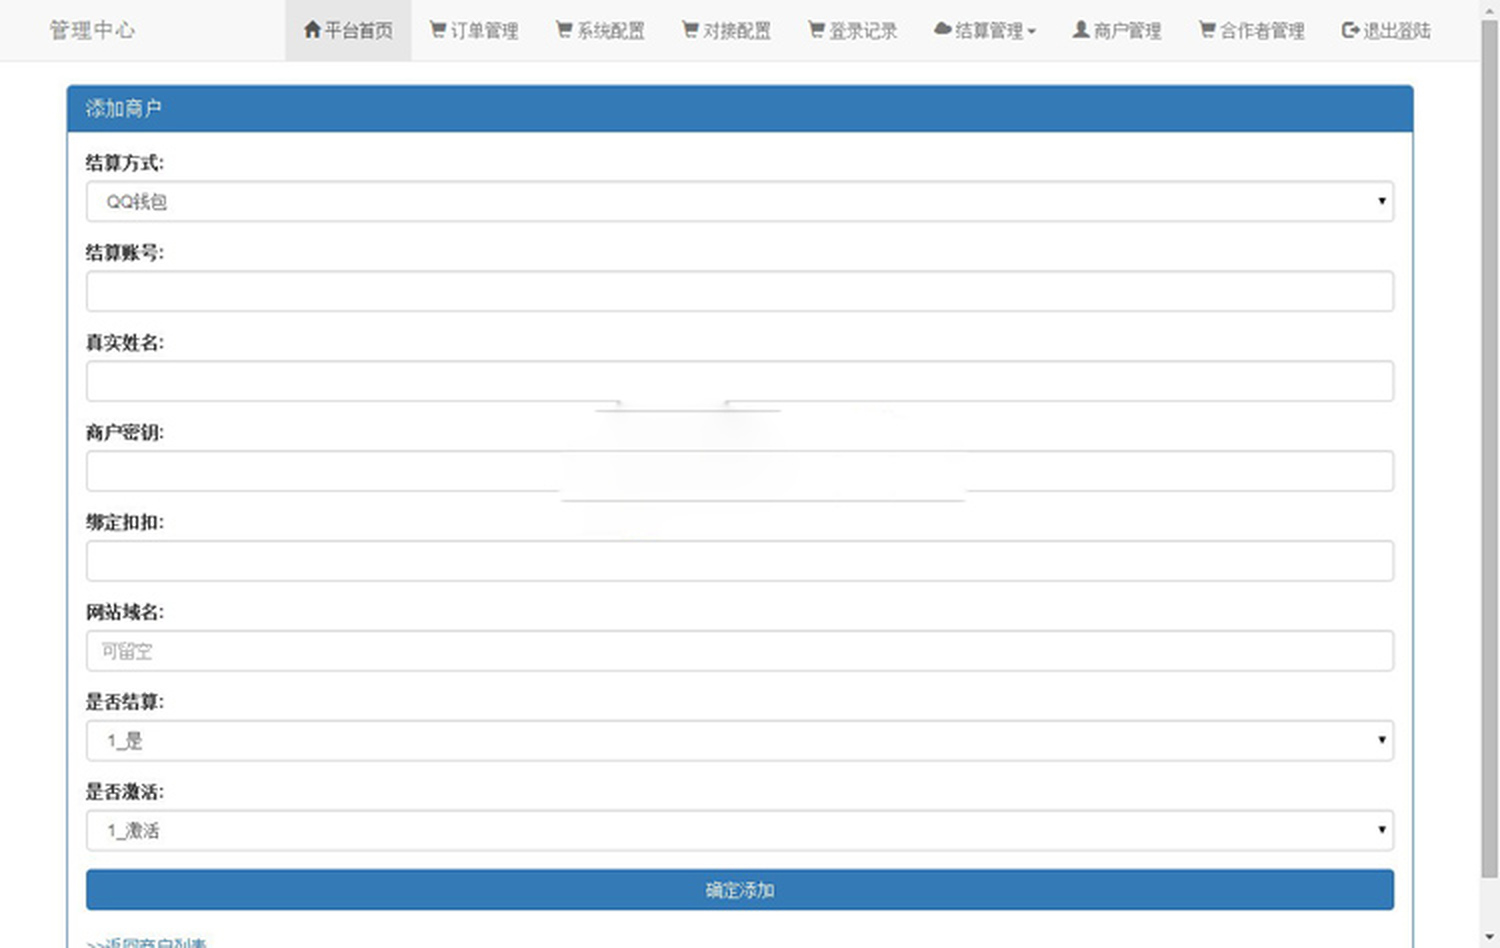 管理中心 平台首页 订单管理 系统配置 对接配置 登录记录 结算管理 商户管理 合作者管理 退出登陆
添加商户
结算方式:
QQ钱包
结算账号:
真实姓名:
商户密钥:
绑定扣扣:
网站域名:
可留空
是否结算:
1_是
是否激活:
1_激活
确定添加
>>返回商户列表